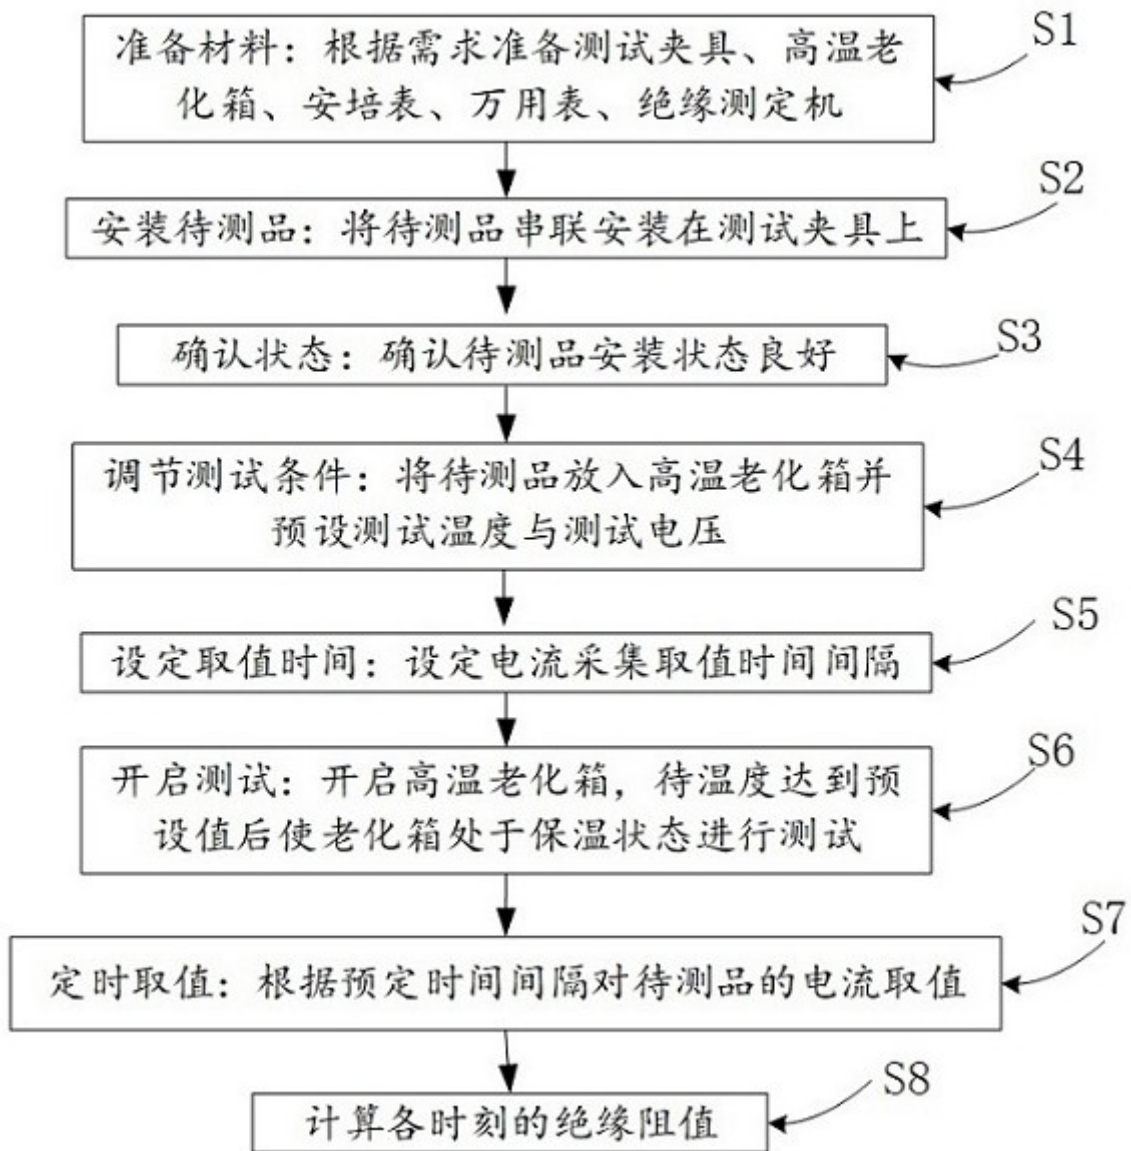 准备材料：根据需求准备测试夹具、高温老
化箱、安培表、万用表、绝缘测定机
S1
安装待测品：将待测品串联安装在测试夹具上
S2
确认状态：确认待测品安装状态良好
S3
调节测试条件：将待测品放入高温老化箱并
预设测试温度与测试电压
S4
设定取值时间：设定电流采集取值时间间隔
S5
开启测试：开启高温老化箱，待温度达到预
设值后使老化箱处于保温状态进行测试
S6
定时取值：根据预定时间间隔对待测品的电流取值
S7
计算各时刻的绝缘阻值
S8